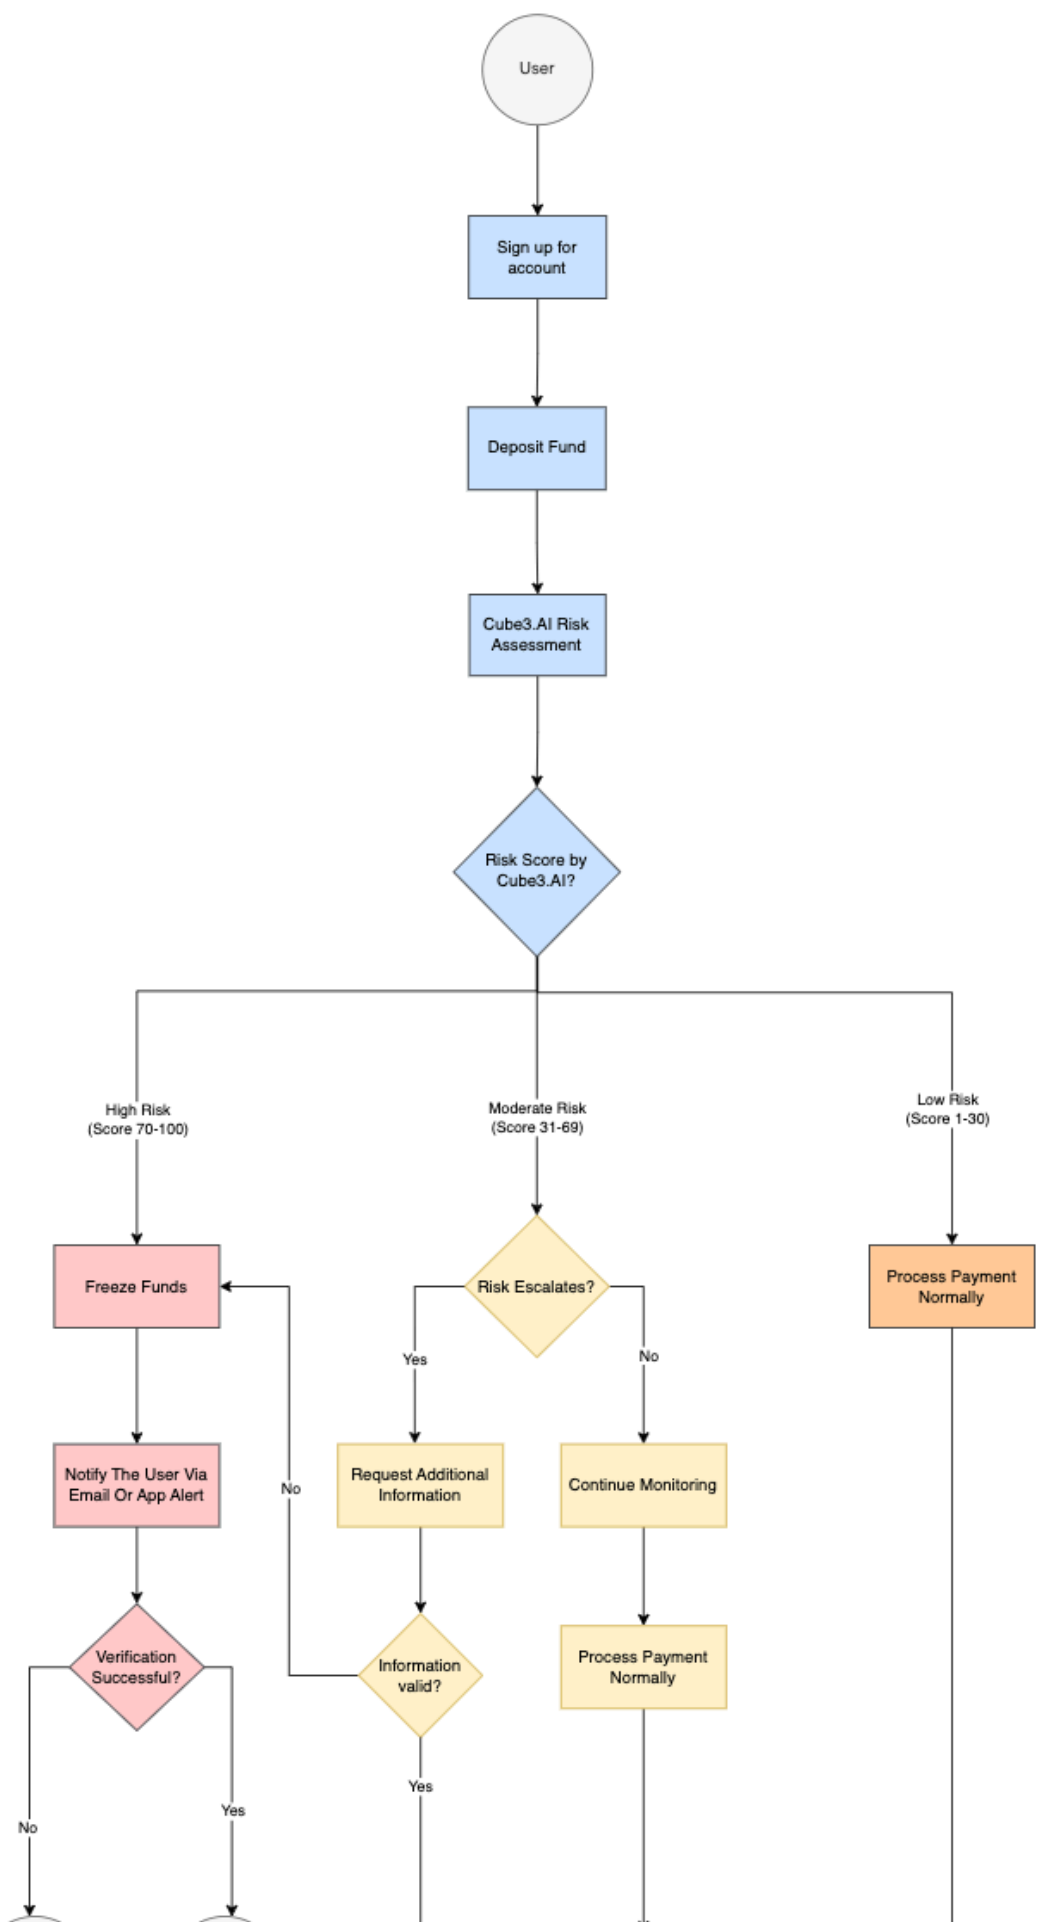 User
Sign up for
account
Deposit Fund
Cube3.AI Risk
Assessment
Risk Score by
Cube3.AI?
High Risk
(Score 70-100)
Moderate Risk
(Score 31-69)
Low Risk
(Score 1-30)
Freeze Funds
Risk Escalates?
Process Payment
Normally
Yes
No
Notify The User Via
Email Or App Alert
No
Request Additional
Information
Continue Monitoring
Verification
Successful?
Information
valid?
Process Payment
Normally
No
Yes
Yes